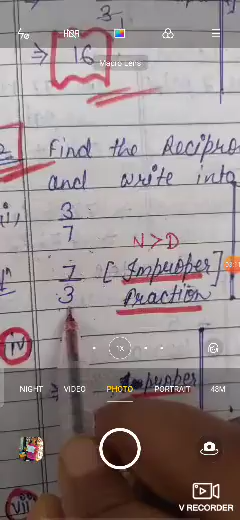 3
HDR
⇒ 16
Macro Lens
Find the Recipro
and write into
3
7
N>D
7 [Improper]
3 Fraction
1X
iv
NIGHT VIDEO PHOTO PORTRAIT 48M
⇒ Improper
vii
V RECORDER